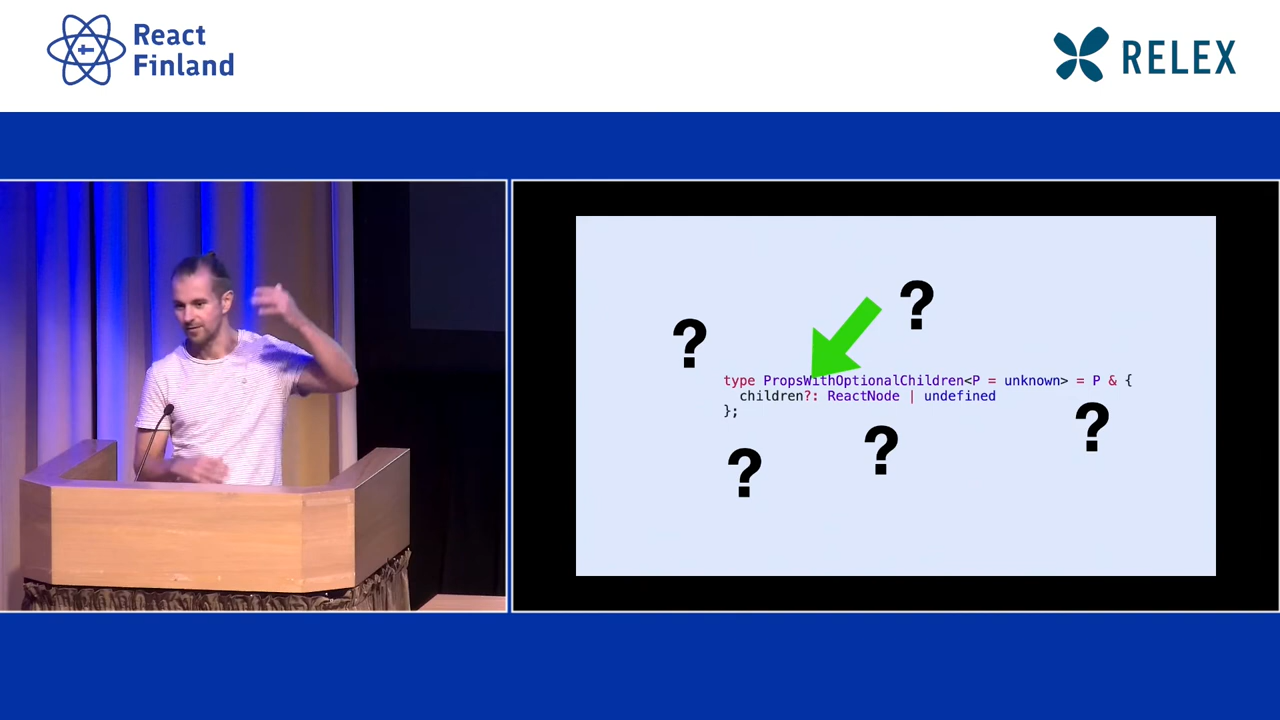 React
Finland
RELEX
?
?
type PropsWithOptionalChildren<P = unknown> = P & {
  children?: ReactNode | undefined
};
?
?
?